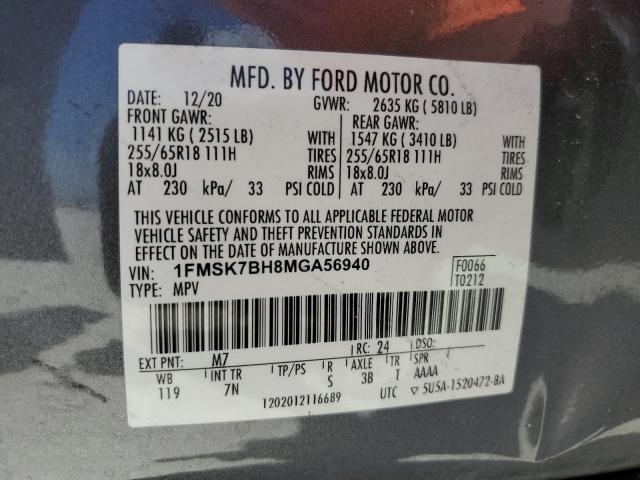 MFD. BY FORD MOTOR CO.
DATE: 12/20 GVWR: 2635 KG ( 5810 LB)
FRONT GAWR: REAR GAWR:
1141 KG ( 2515 LB) WITH 1547 KG ( 3410 LB) WITH
255/65R18 111H TIRES 255/65R18 111H TIRES
18x8.0J RIMS 18x8.0J RIMS
AT 230 kPa/ 33 PSI COLD AT 230 kPa/ 33 PSI COLD
THIS VEHICLE CONFORMS TO ALL APPLICABLE FEDERAL MOTOR
VEHICLE SAFETY AND THEFT PREVENTION STANDARDS IN
EFFECT ON THE DATE OF MANUFACTURE SHOWN ABOVE.
VIN: 1FMSK7BH8MGA56940 F0066
TYPE: MPV T0212
EXT PNT: M7 RC: 24 DSO:
WB INT TR TP/PS R AXLE TR SPR
119 7N S 3B T AAAA
1202012116689 UTC ▽ 5U5A-1520472-BA